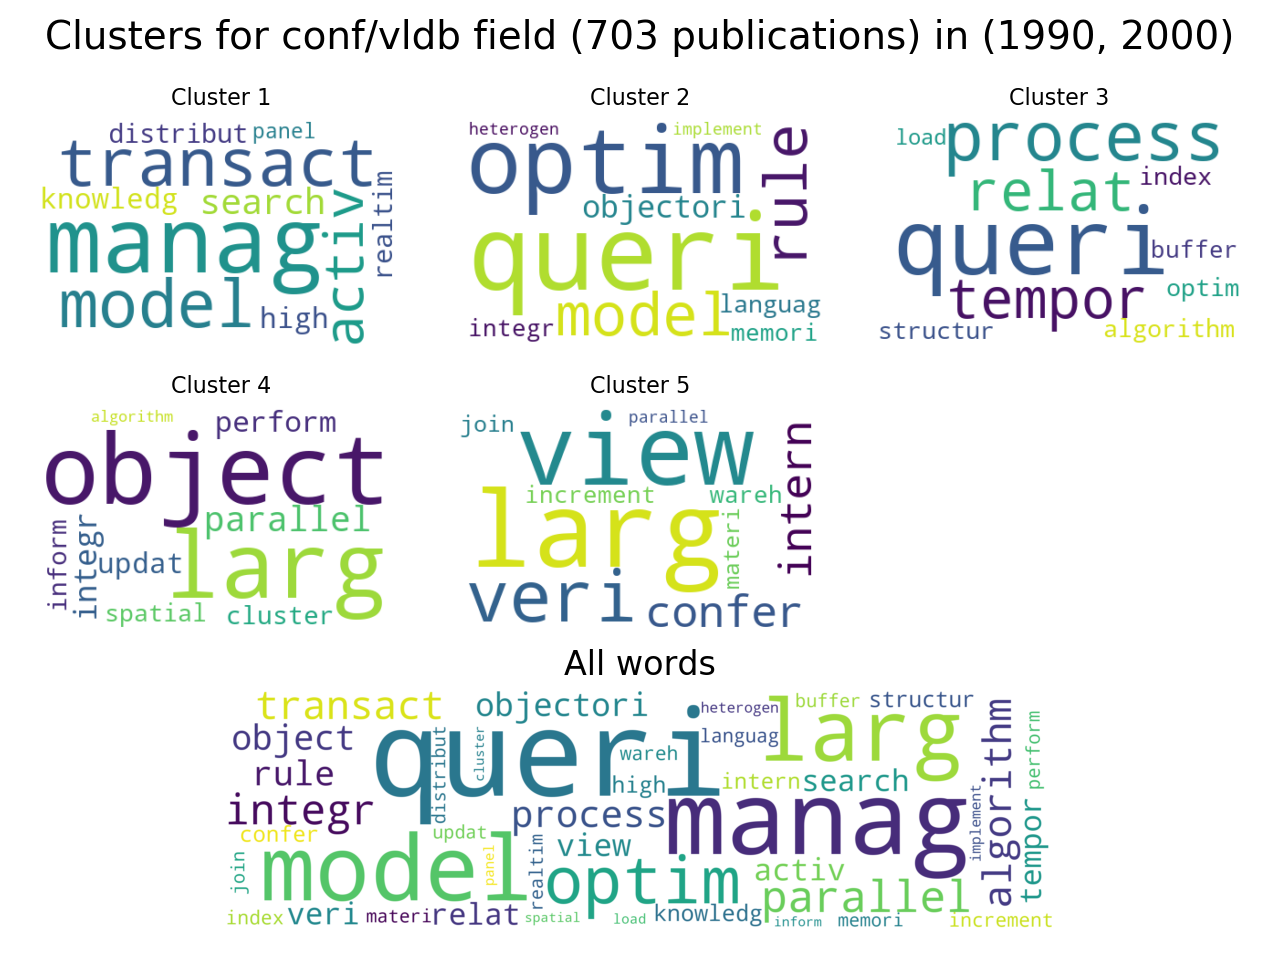 Clusters for conf/vldb field (703 publications) in (1990, 2000)
Cluster 1
distribut panel
transact
knowledg search
manag
activ
realtim
model high
Cluster 2
heterogen implement
optim
rule
objectori
queri
integr model languag
memori
Cluster 3
load process
relat index
queri buffer
tempor optim
structur algorithm
Cluster 4
algorithm perform
object
parallel
inform integr updat larg
spatial cluster
Cluster 5
join parallel
view
intern
increment wareh
larg materi
veri confer
All words
transact objectori heterogen larg buffer structur
object queri languag algorithm perform
rule distribut cluster wareh
high intern search
integr process manag implement tempor
confer updat view
join model panel realtim optim activ
parallel
index veri materi relat spatial load knowledg inform memori increment